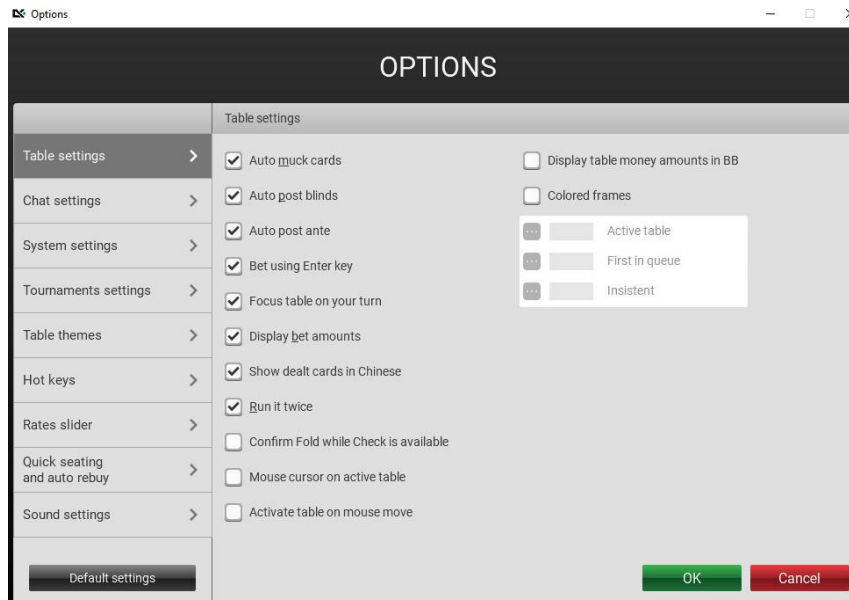 Options
OPTIONS
Table settings
Chat settings
System settings
Tournaments settings
Table themes
Hot keys
Rates slider
Quick seating
and auto rebuy
Sound settings
Default settings
Table settings
Auto muck cards
Auto post blinds
Auto post ante
Bet using Enter key
Focus table on your turn
Display bet amounts
Show dealt cards in Chinese
Run it twice
Confirm Fold while Check is available
Mouse cursor on active table
Activate table on mouse move
Display table money amounts in BB
Colored frames
Active table
First in queue
Insistent
OK
Cancel